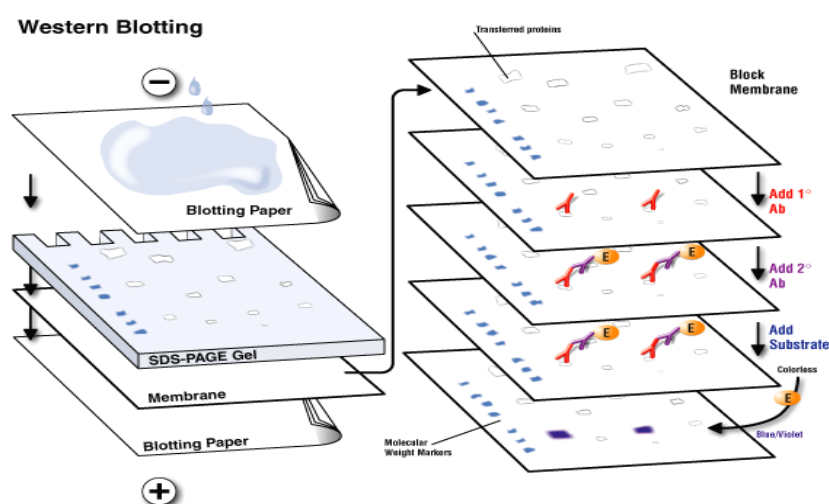 Western Blotting
−
Blotting Paper
SDS-PAGE Gel
Membrane
Blotting Paper
+
Transferred proteins
Block
Membrane
Add 1°
Ab
E
E
Add 2°
Ab
E
E
Add
Substrate
Colorless
E
Blue/Violet
Molecular
Weight Markers